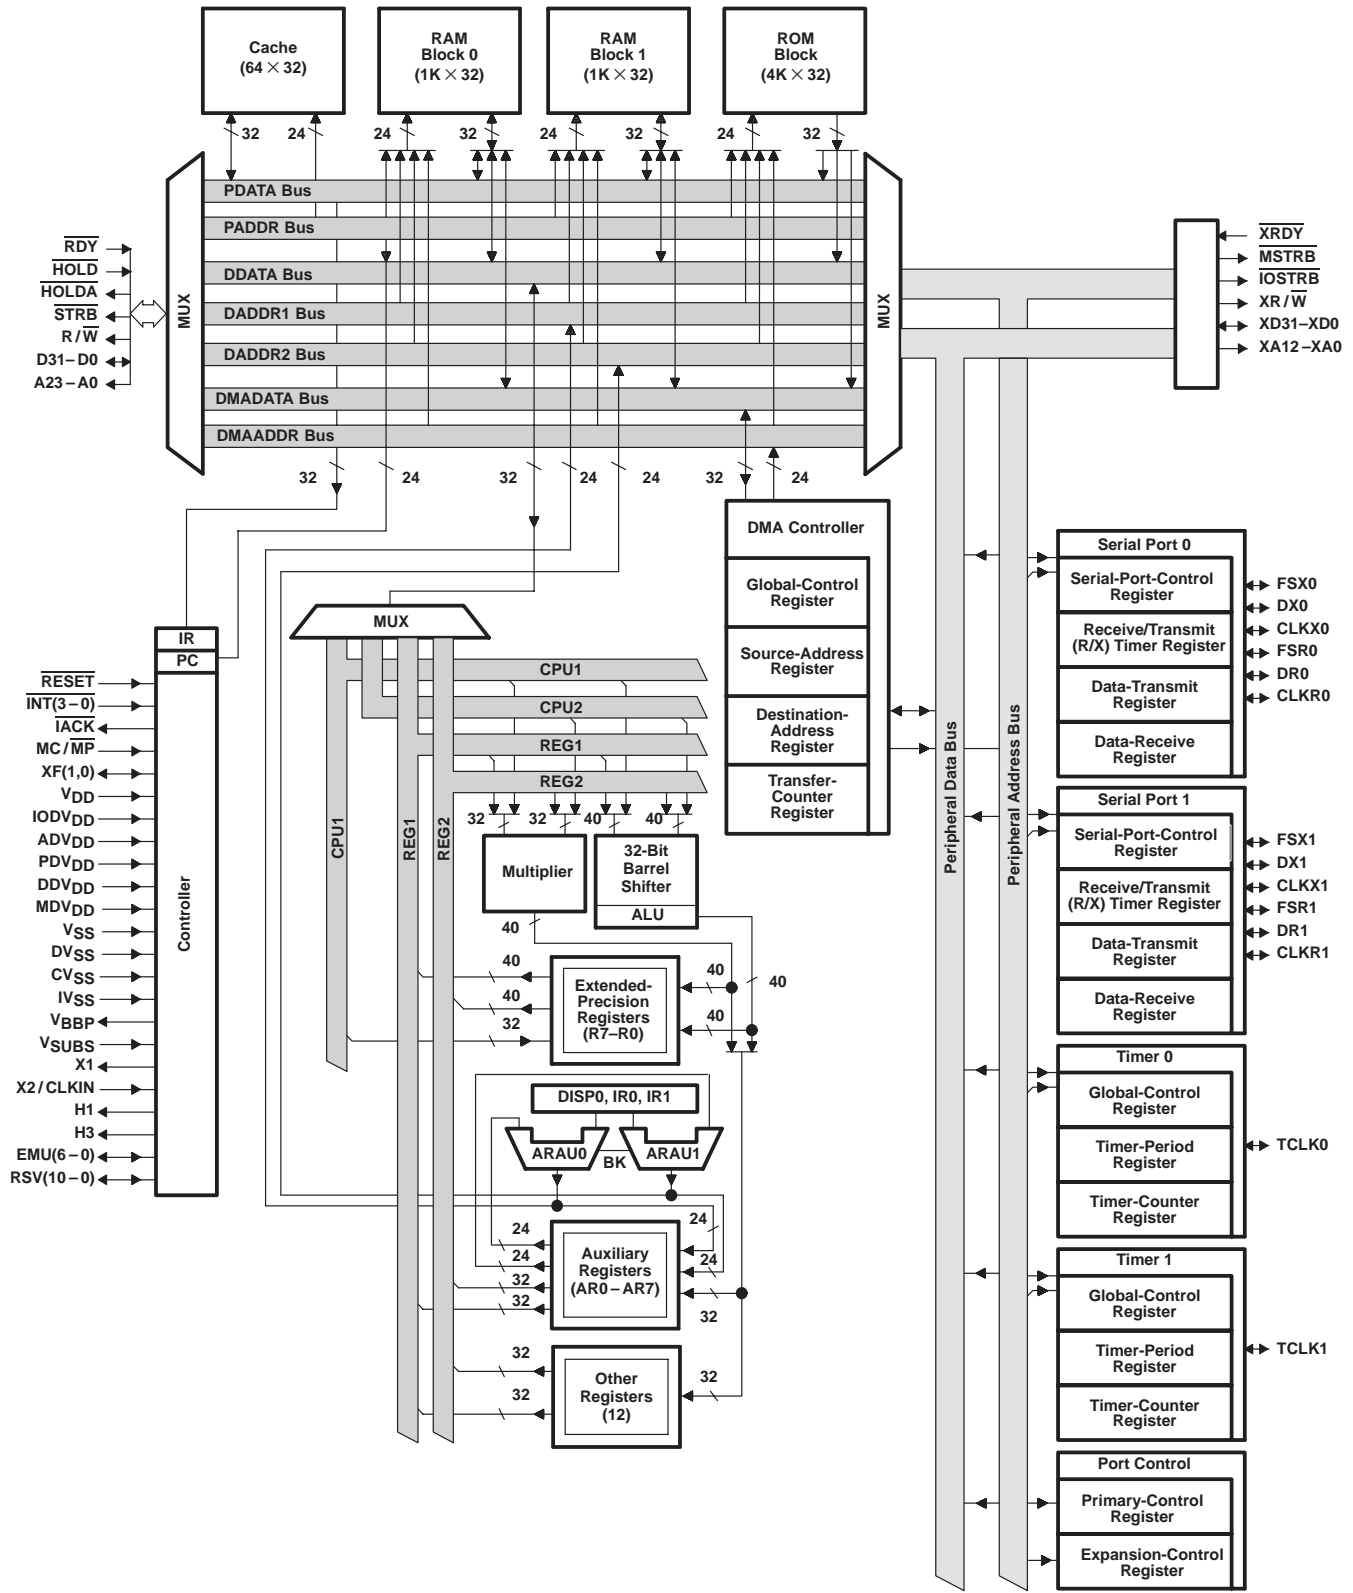 Cache
(64 × 32)
RAM
Block 0
(1K × 32)
RAM
Block 1
(1K × 32)
ROM
Block
(4K × 32)
32
24
24
32
24
32
24
32
PDATA Bus
PADDR Bus
DDATA Bus
DADDR1 Bus
DADDR2 Bus
DMADATA Bus
DMAADDR Bus
MUX
MUX
RDY
HOLD
HOLDA
STRB
R/W
D31–D0
A23–A0
XRDY
MSTRB
IOSTRB
XR/W
XD31–XD0
XA12–XA0
32
24
32
24
24
32
24
DMA Controller
Global-Control
Register
Source-Address
Register
Destination-
Address
Register
Transfer-
Counter
Register
IR
PC
Controller
RESET
INT(3–0)
IACK
MC/MP
XF(1,0)
VDD
IODVDD
ADVDD
PDVDD
DDVDD
MDVDD
VSS
DVSS
CVSS
IVSS
VBBP
VSUBS
X1
X2/CLKIN
H1
H3
EMU(6–0)
RSV(10–0)
MUX
CPU1
CPU2
REG1
REG2
CPU1
REG1
REG2
32
32
40
40
Multiplier
32-Bit
Barrel
Shifter
ALU
40
40
40
32
Extended-
Precision
Registers
(R7–R0)
40
40
40
DISP0, IR0, IR1
ARAU0
BK
ARAU1
24
24
32
32
Auxiliary
Registers
(AR0–AR7)
24
24
32
32
32
Other
Registers
(12)
32
Peripheral Data Bus
Peripheral Address Bus
Serial Port 0
Serial-Port-Control
Register
Receive/Transmit
(R/X) Timer Register
Data-Transmit
Register
Data-Receive
Register
FSX0
DX0
CLKX0
FSR0
DR0
CLKR0
Serial Port 1
Serial-Port-Control
Register
Receive/Transmit
(R/X) Timer Register
Data-Transmit
Register
Data-Receive
Register
FSX1
DX1
CLKX1
FSR1
DR1
CLKR1
Timer 0
Global-Control
Register
Timer-Period
Register
Timer-Counter
Register
TCLK0
Timer 1
Global-Control
Register
Timer-Period
Register
Timer-Counter
Register
TCLK1
Port Control
Primary-Control
Register
Expansion-Control
Register